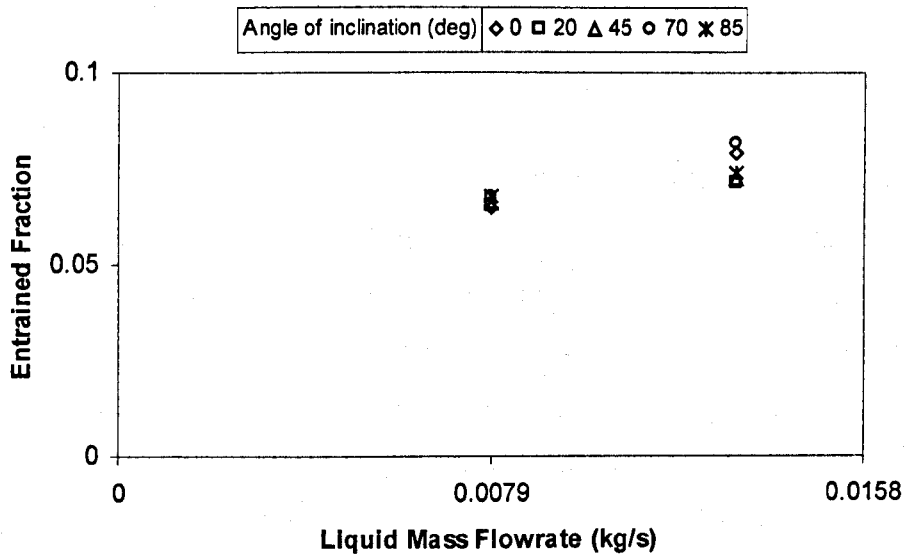 Angle of inclination (deg) 0 20 45 70 85
0.1
0.05
0
Entrained Fraction
0 0.0079 0.0158
Liquid Mass Flowrate (kg/s)